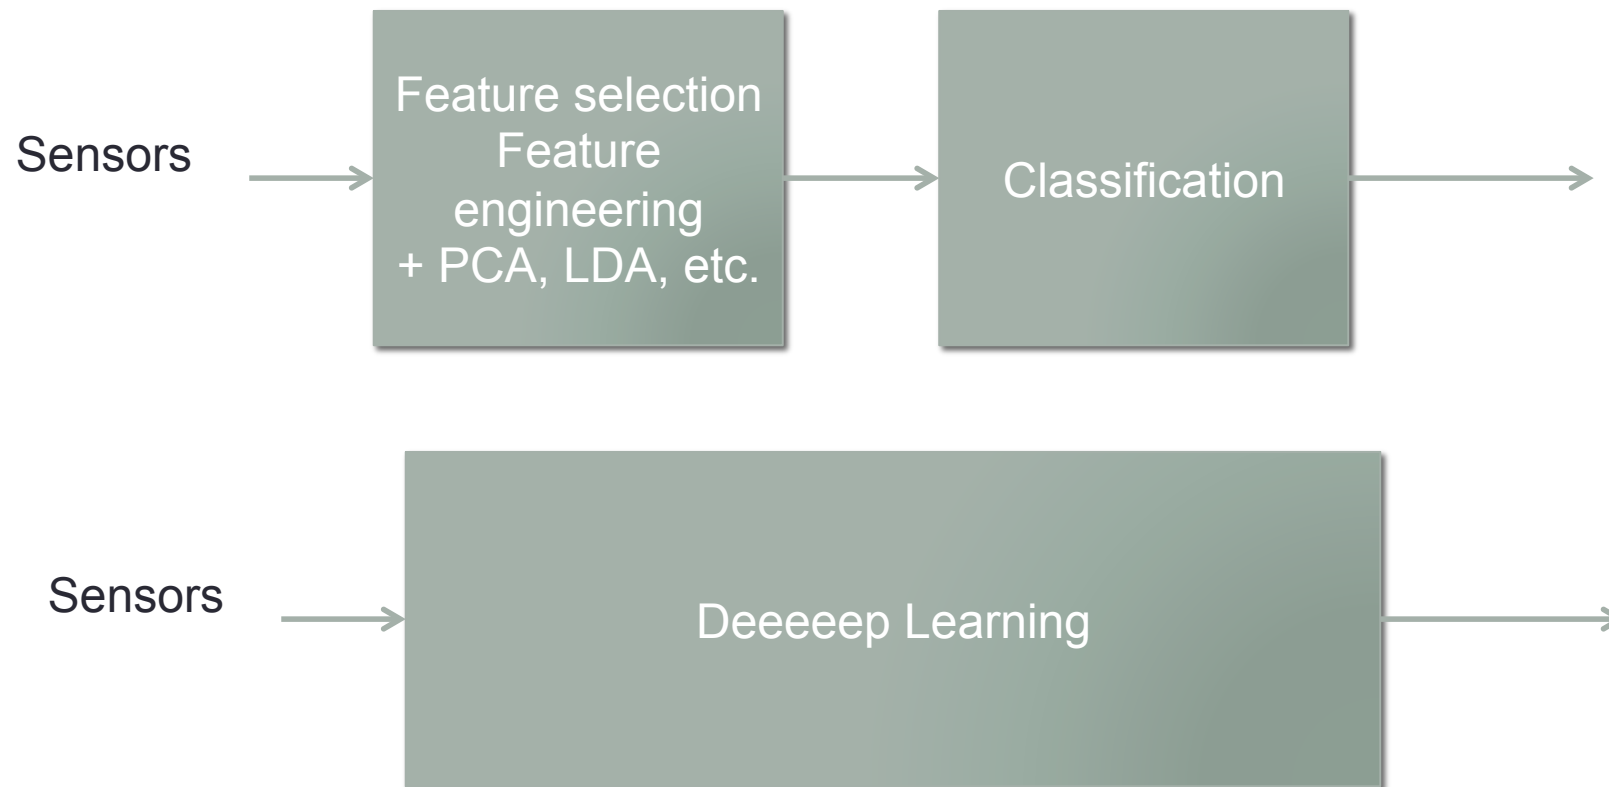 Sensors
Feature selection
Feature
engineering
+ PCA, LDA, etc.
Classification
Sensors
Deeeeep Learning